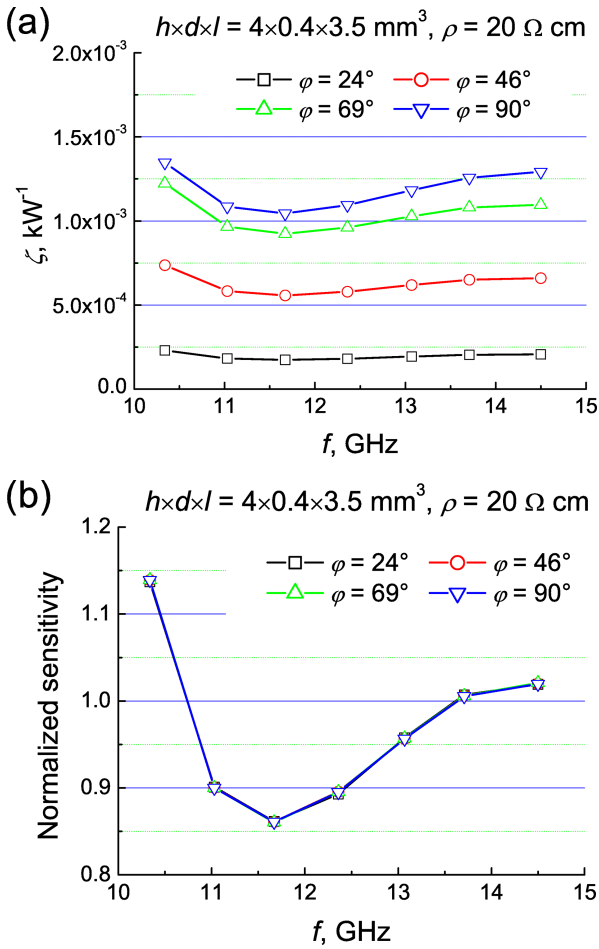 (a)
h×d×l = 4×0.4×3.5 mm³, ρ = 20 Ω cm
2.0x10⁻³
φ = 24° φ = 46°
φ = 69° φ = 90°
1.5x10⁻³
1.0x10⁻³
5.0x10⁻⁴
0.0
ζ, kW⁻¹
10 11 12 13 14 15
f, GHz
(b)
h×d×l = 4×0.4×3.5 mm³, ρ = 20 Ω cm
1.2
φ = 24° φ = 46°
φ = 69° φ = 90°
1.1
1.0
0.9
0.8
Normalized sensitivity
10 11 12 13 14 15
f, GHz